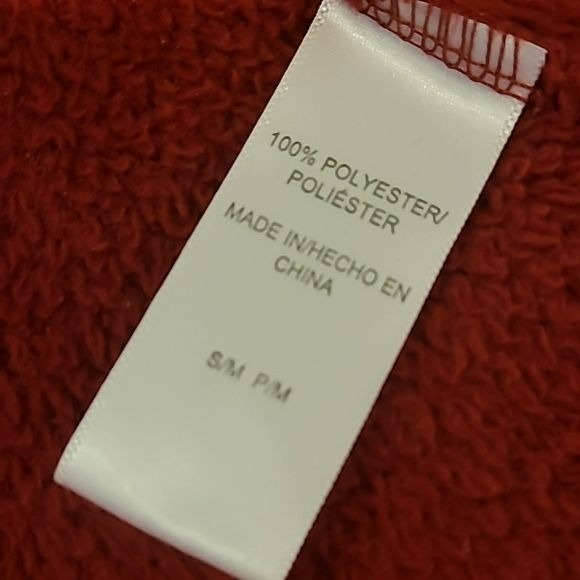 100% POLYESTER/
POLIÉSTER
MADE IN/HECHO EN
CHINA
S/M P/M